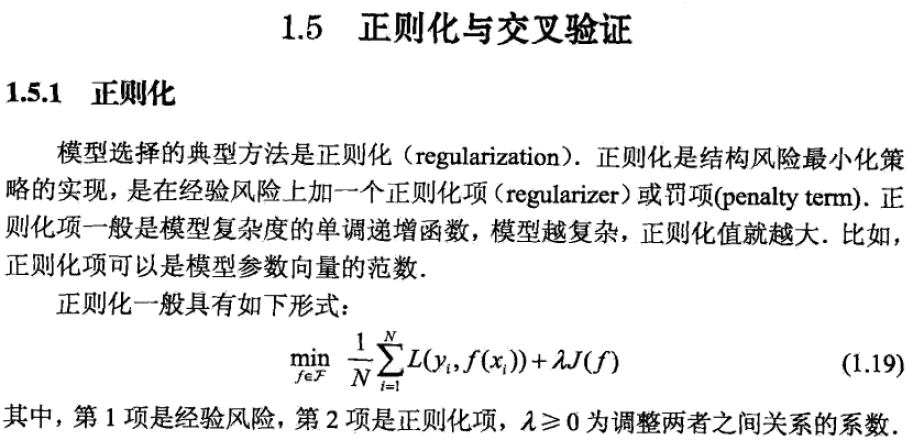 1.5 正则化与交叉验证
1.5.1 正则化
模型选择的典型方法是正则化（regularization）．正则化是结构风险最小化策
略的实现，是在经验风险上加一个正则化项（regularizer）或罚项(penalty term)．正
则化项一般是模型复杂度的单调递增函数，模型越复杂，正则化值就越大．比如，
正则化项可以是模型参数向量的范数．
正则化一般具有如下形式：
$\min_{f \in \mathcal{F}} \frac{1}{N} \sum_{i=1}^{N} L(y_i, f(x_i)) + \lambda J(f)$ (1.19)
其中，第 1 项是经验风险，第 2 项是正则化项，λ ≥ 0 为调整两者之间关系的系数．